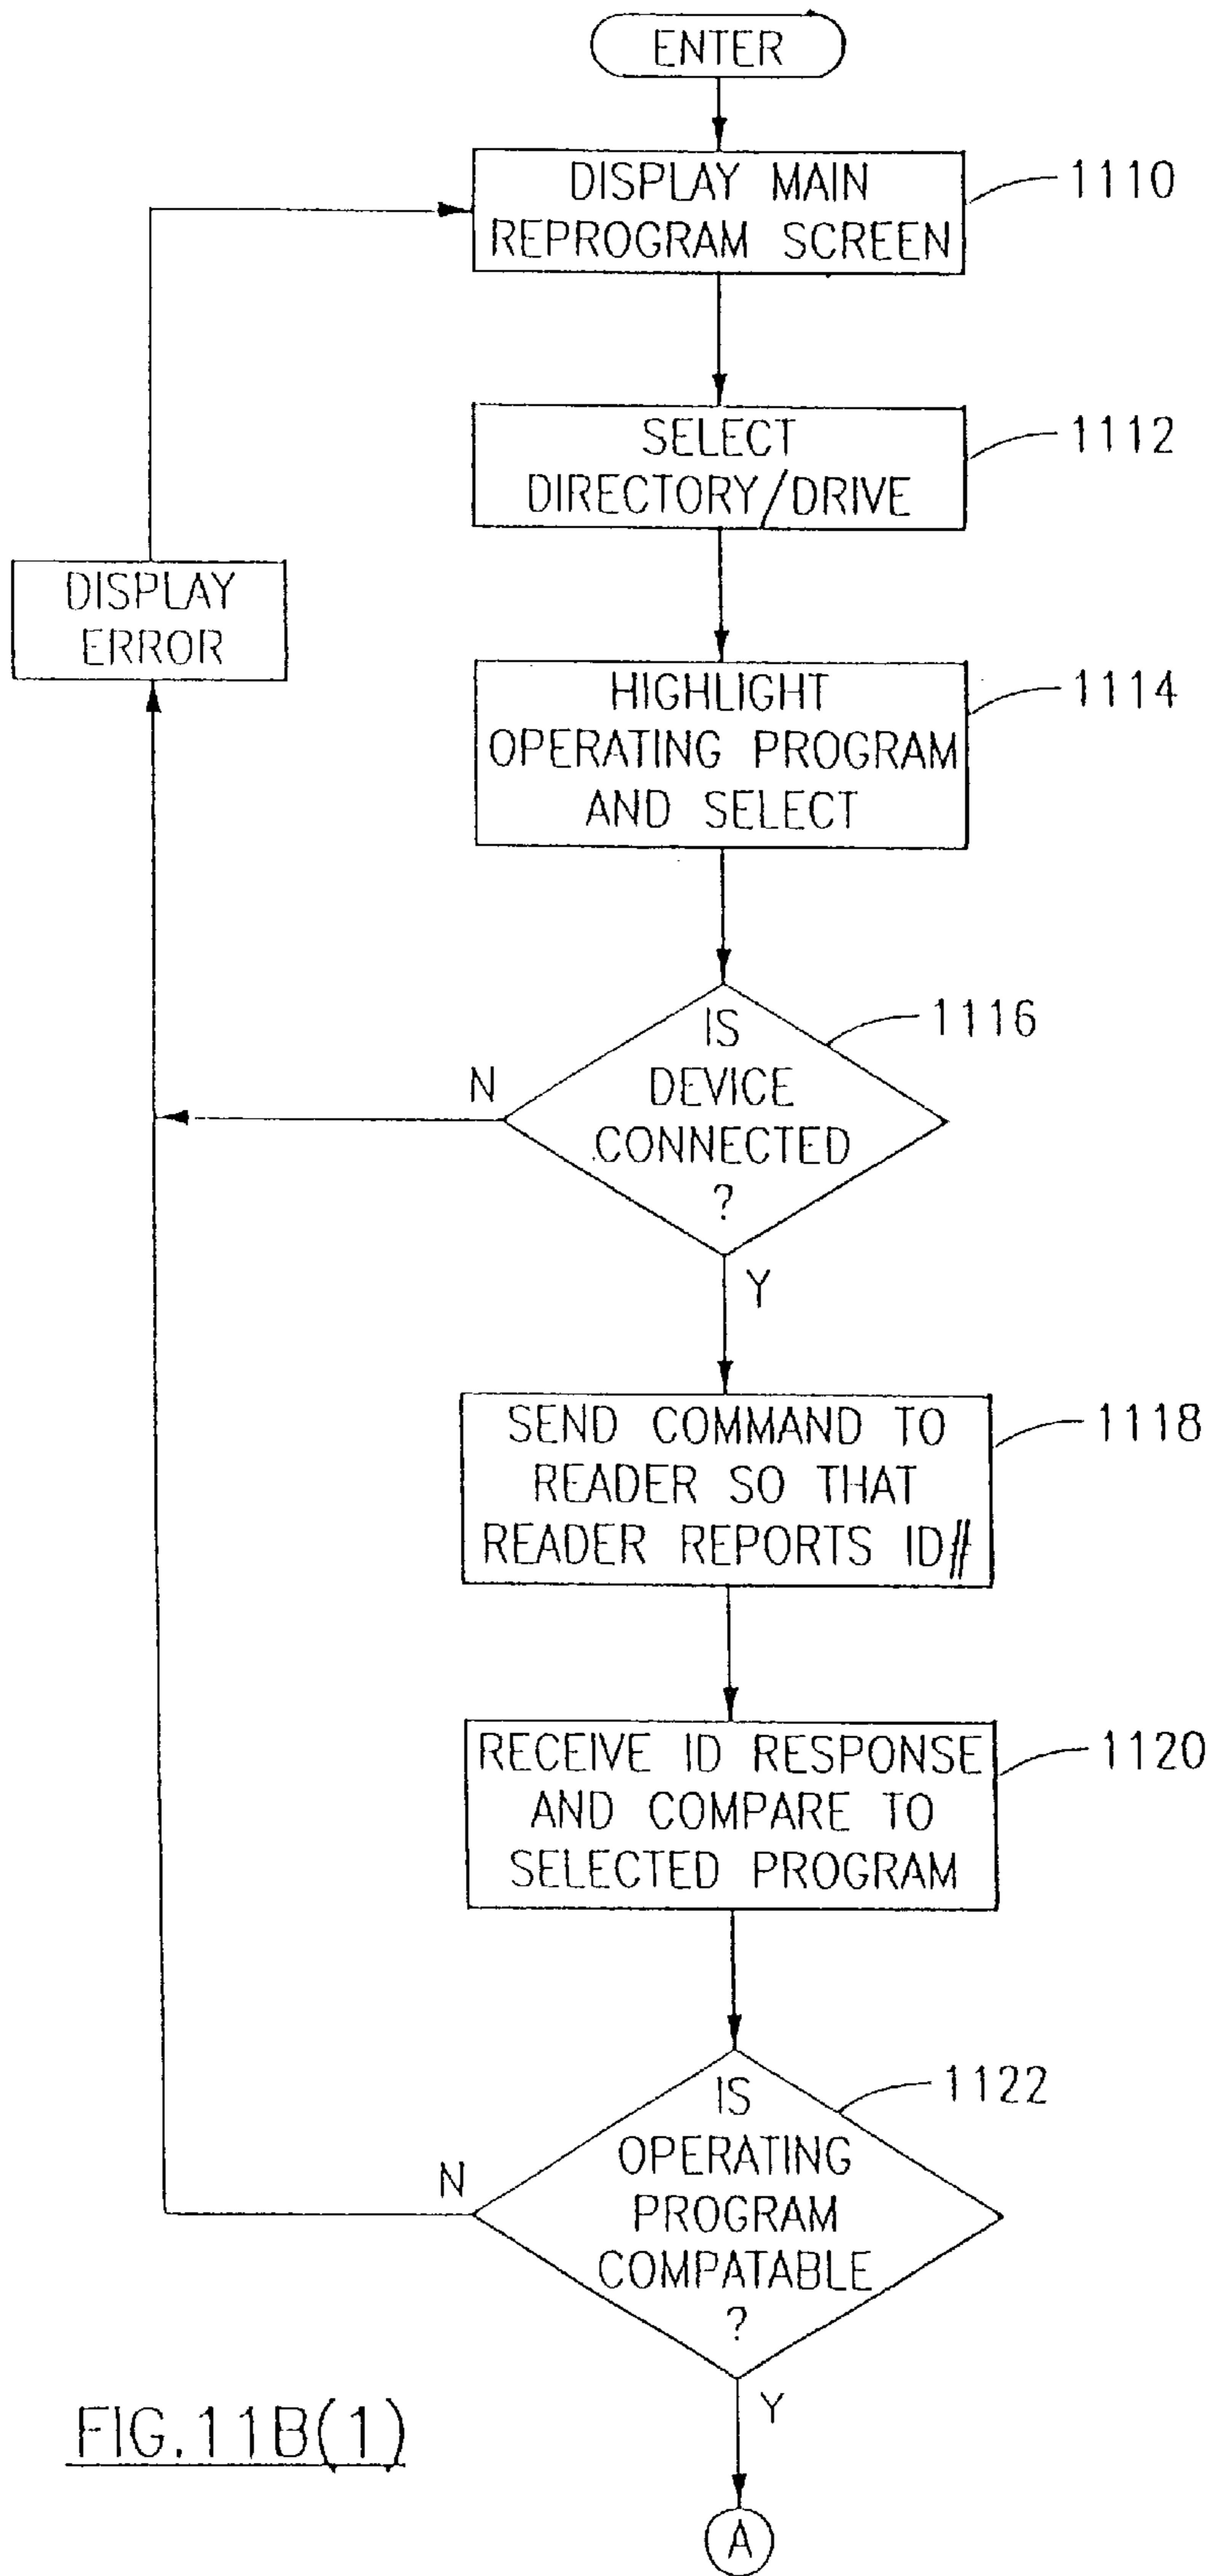 ENTER
DISPLAY MAIN
REPROGRAM SCREEN
1110
SELECT
DIRECTORY/DRIVE
1112
DISPLAY
ERROR
HIGHLIGHT
OPERATING PROGRAM
AND SELECT
1114
IS
DEVICE
CONNECTED
?
1116
N
Y
SEND COMMAND TO
READER SO THAT
READER REPORTS ID#
1118
RECEIVE ID RESPONSE
AND COMPARE TO
SELECTED PROGRAM
1120
IS
OPERATING
PROGRAM
COMPATABLE
?
1122
N
Y
A
FIG.11B(1)